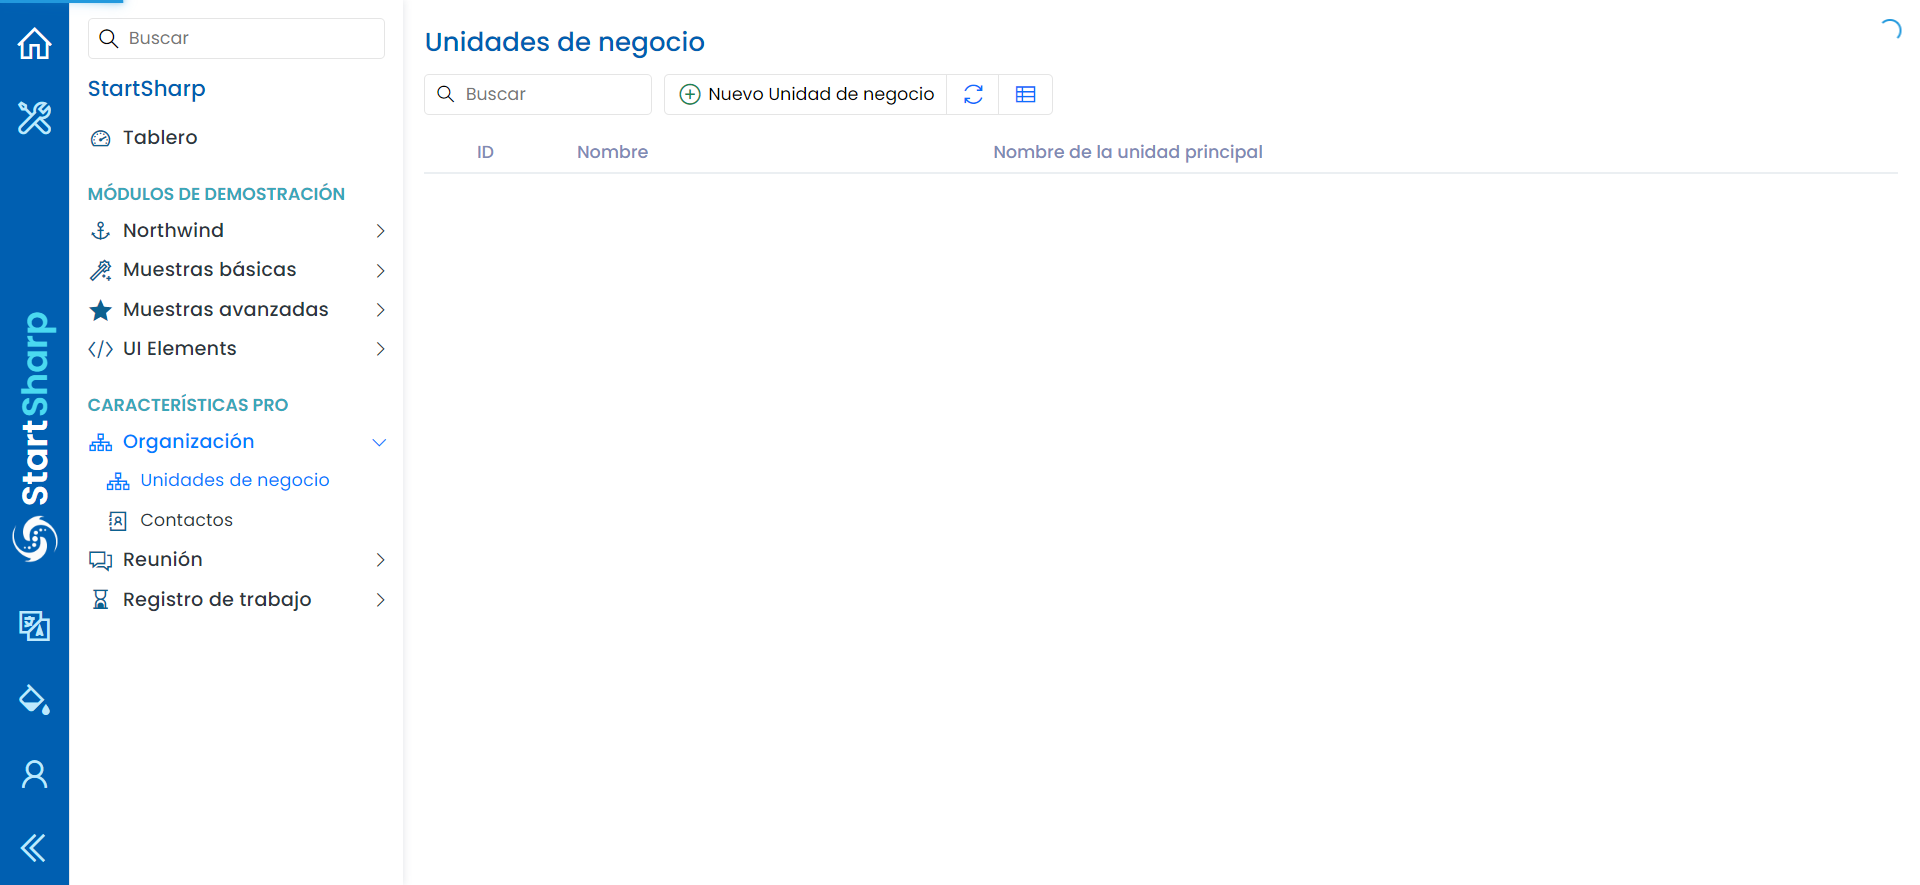 Buscar
StartSharp
Tablero
MÓDULOS DE DEMOSTRACIÓN
Northwind
Muestras básicas
Muestras avanzadas
UI Elements
CARACTERÍSTICAS PRO
Organización
Unidades de negocio
Contactos
Reunión
Registro de trabajo
StartSharp
Unidades de negocio
Buscar
Nuevo Unidad de negocio
ID Nombre Nombre de la unidad principal